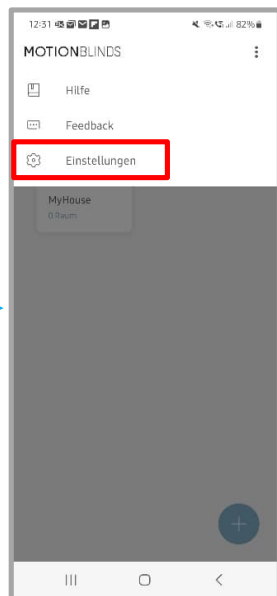 12:31 82%
MOTIONBLINDS
Hilfe
Feedback
Einstellungen
MyHouse
0 Raum